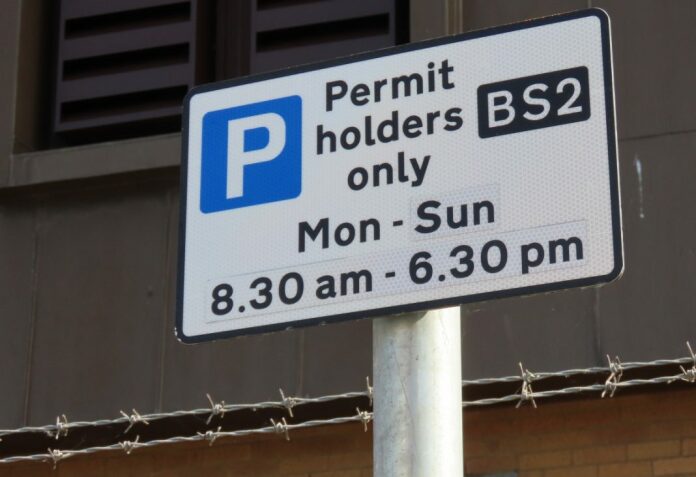 P
Permit
holders
only
BS2
Mon - Sun
8.30 am - 6.30 pm